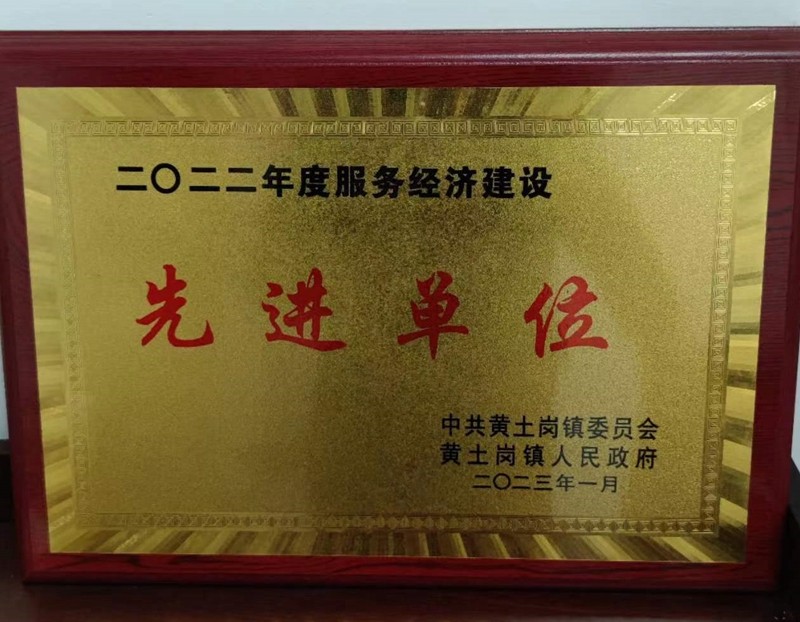 二〇二二年度服务经济建设
先进单位
中共黄土岗镇委员会
黄土岗镇人民政府
二〇二三年一月